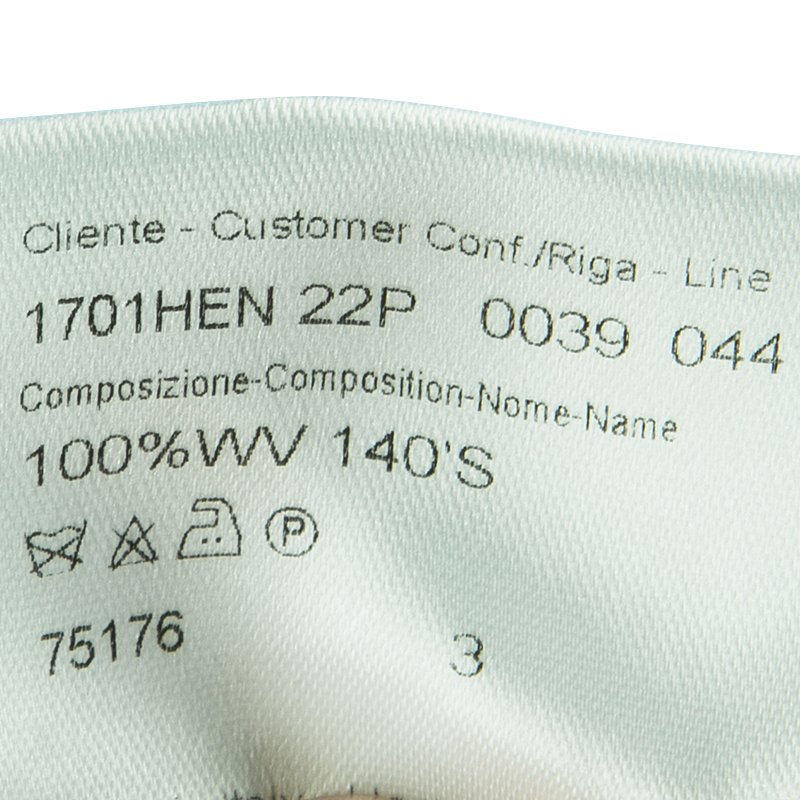 Cliente - Customer Conf./Riga - Line
1701HEN 22P 0039 044
Composizione-Composition-Nome-Name
100%WV 140'S
P
75176 3